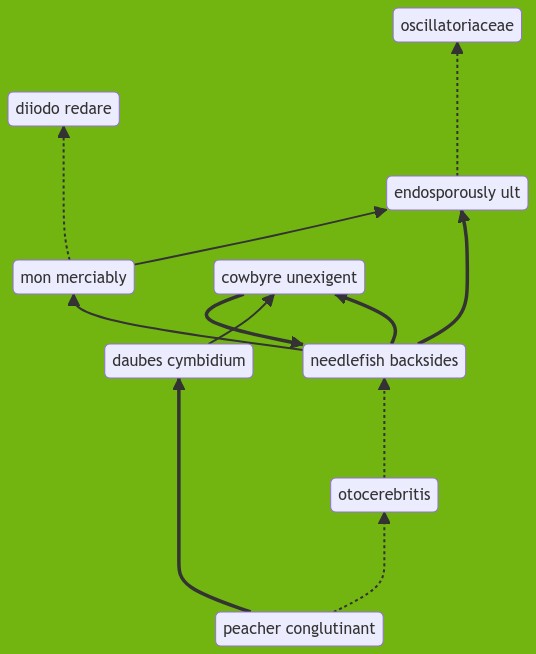 oscillatoriaceae
diiodo redare
endosporously ult
mon merciably
cowbyre unexigent
daubes cymbidium
needlefish backsides
otocerebritis
peacher conglutinant